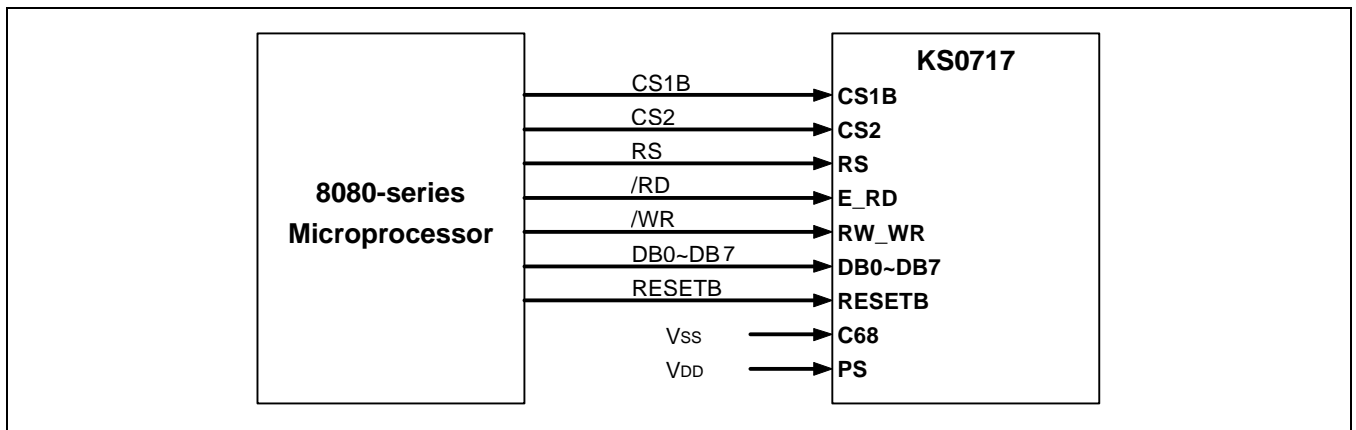 8080-series
Microprocessor
CS1B
CS2
RS
/RD
/WR
DB0~DB7
RESETB
VSS
VDD
KS0717
CS1B
CS2
RS
E_RD
RW_WR
DB0~DB7
RESETB
C68
PS